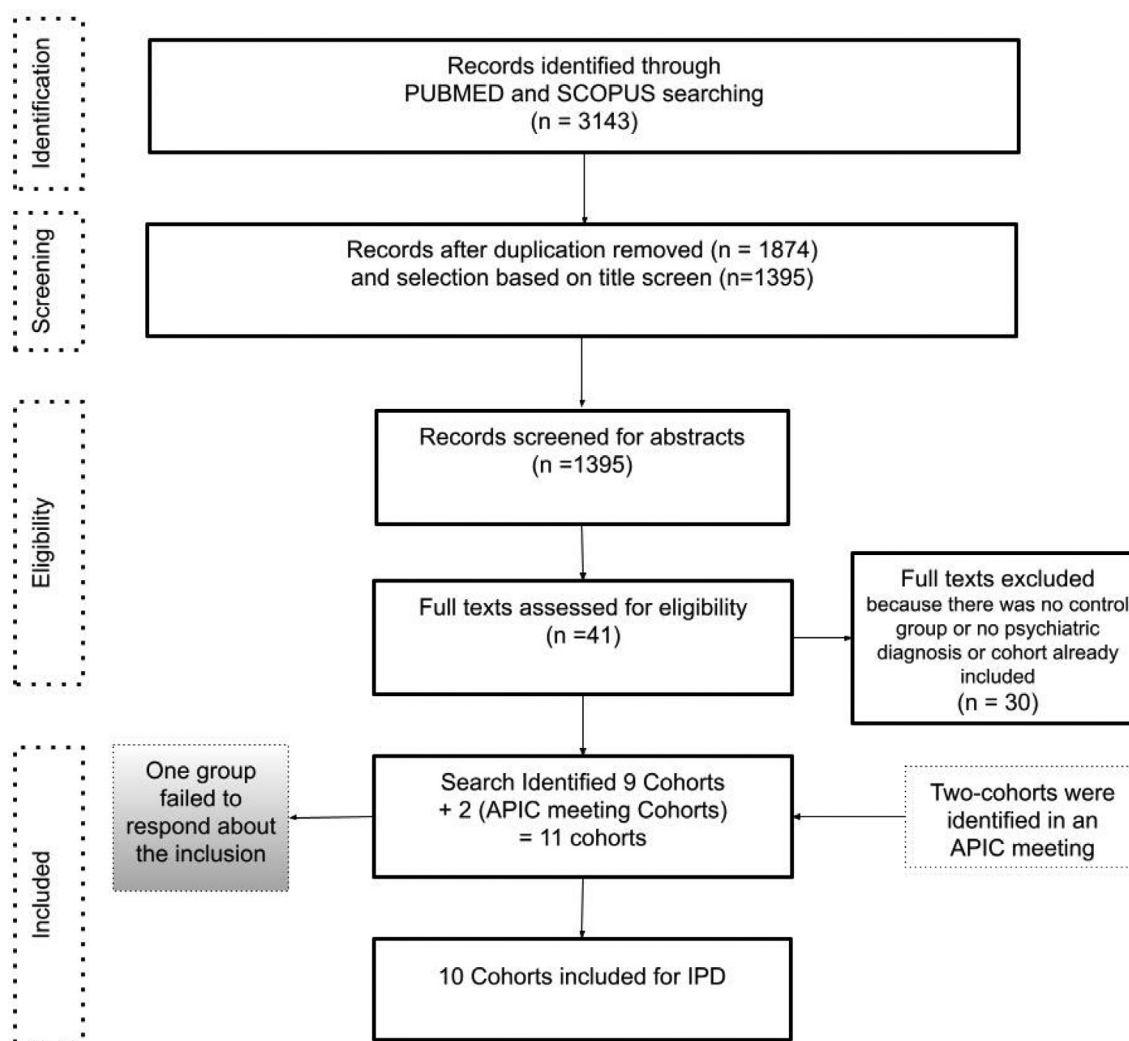 Identification
Records identified through
PUBMED and SCOPUS searching
(n = 3143)
Screening
Records after duplication removed (n = 1874)
and selection based on title screen (n=1395)
Eligibility
Records screened for abstracts
(n =1395)
Full texts assessed for eligibility
(n =41)
Full texts excluded
because there was no control
group or no psychiatric
diagnosis or cohort already
included
(n = 30)
Included
One group
failed to
respond about
the inclusion
Search Identified 9 Cohorts
+ 2 (APIC meeting Cohorts)
= 11 cohorts
Two-cohorts were
identified in an
APIC meeting
10 Cohorts included for IPD